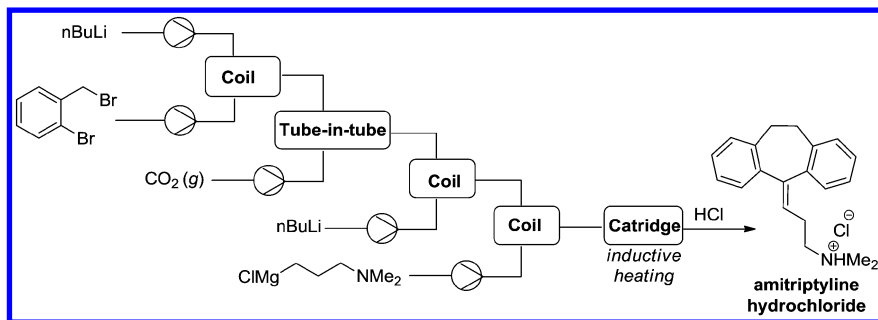 nBuLi
Coil
Br
Br
Tube-in-tube
CO2 (g)
Coil
nBuLi
Coil
Catridge
HCl
inductive
heating
ClMg
NMe2
Cl
⊖
⊕
NHMe2
amitriptyline
hydrochloride